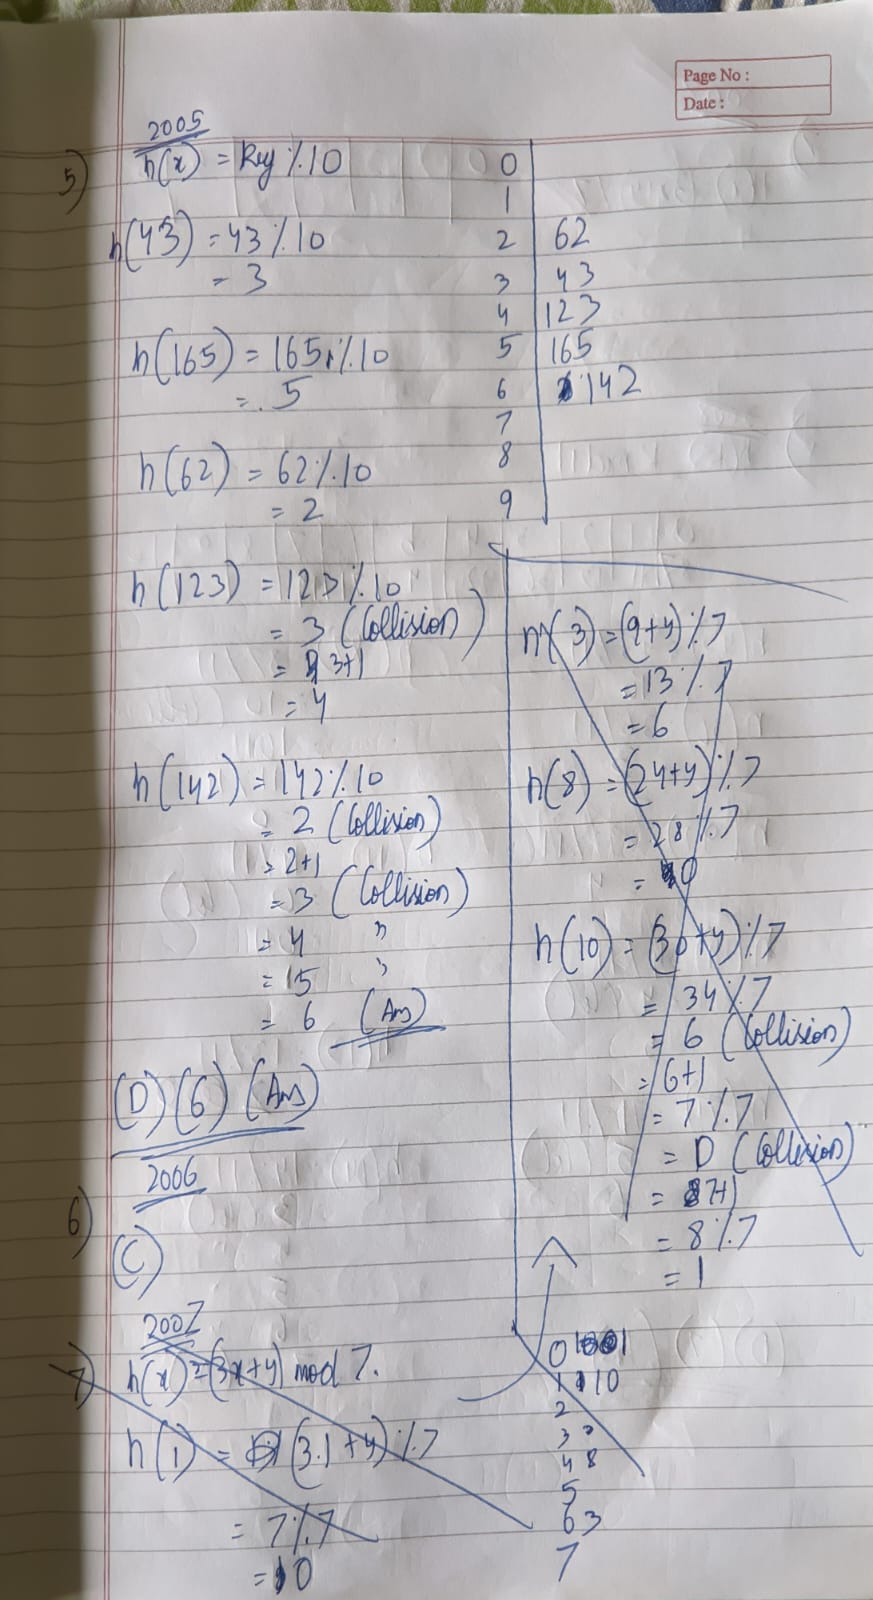 Page No :
Date :
2005
5) h(x) = Key % 10
h(43) = 43 % 10
= 3
h(165) = 165 % 10
= 5
h(62) = 62 % 10
= 2
h(123) = 123 % 10
= 3 (Collision)
= 3+1
= 4
h(142) = 142 % 10
= 2 (Collision)
= 2+1
= 3 (Collision)
= 4 "
= 5 "
= 6 (Ans)
(D) (6) (Ans)
0
1
2 62
3 43
4 123
5 165
6 142
7
8
9
2006
6) (C)
2007
7) h(x) = (3x+4) mod 7.
h(1) = (3.1+4) % 7
= 7 % 7
= 0
h(3) = (9+4) % 7
= 13 % 7
= 6
h(8) = (24+4) % 7
= 28 % 7
= 0
h(10) = (30+4) % 7
= 34 % 7
= 6 (Collision)
= 6+1
= 7 % 7
= 0 (Collision)
= 7+1
= 8 % 7
= 1
0 1
1 10
2
3
4 8
5
6 3
7